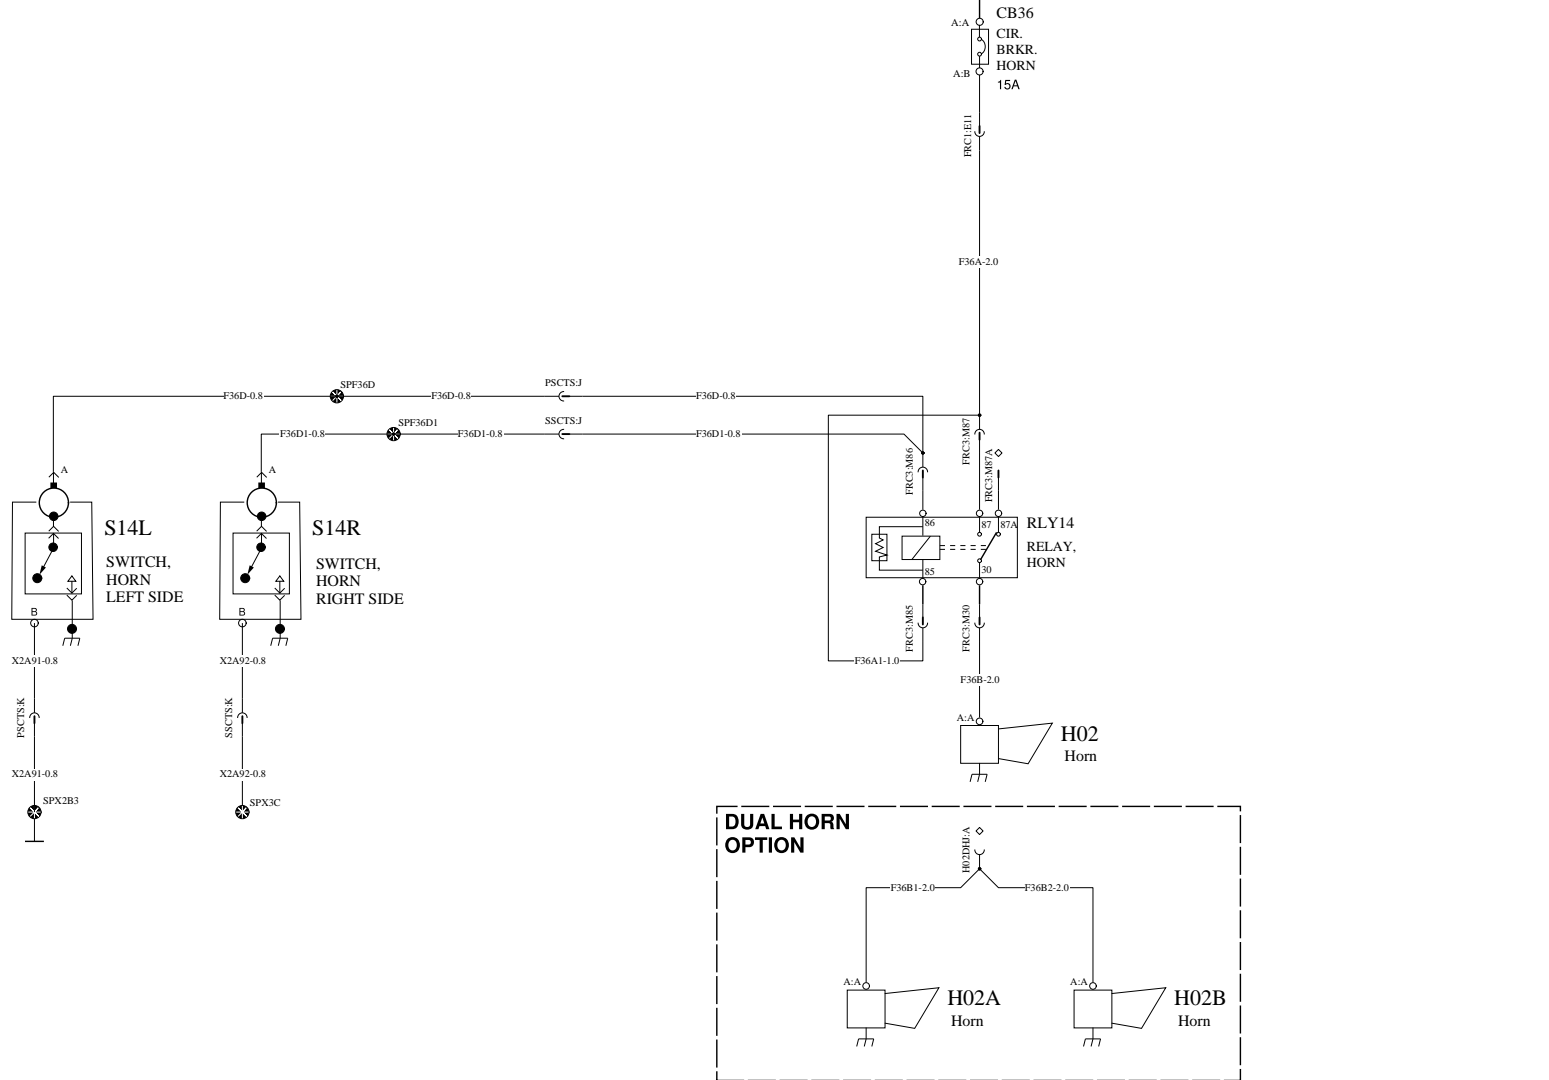 CB36
A:A
CIR.
BRKR.
HORN
A:B
15A
FRC1:E11
F36A-2.0
SPF36D
PSCTS:J
F36D-0.8
F36D-0.8
F36D-0.8
SPF36D1
SSCTS:J
F36D1-0.8
F36D1-0.8
F36D1-0.8
FRC3:M86
FRC3:M87
FRC3:M87A
A
A
S14L
SWITCH,
HORN
LEFT SIDE
S14R
SWITCH,
HORN
RIGHT SIDE
86
87
87A
RLY14
RELAY,
HORN
85
30
B
B
FRC3:M85
FRC3:M30
X2A91-0.8
X2A92-0.8
F36A1-1.0
F36B-2.0
PSCTS:K
SSCTS:K
A:A
H02
Horn
X2A91-0.8
X2A92-0.8
SPX2B3
SPX3C
DUAL HORN
OPTION
H02DHJ:A
F36B1-2.0
F36B2-2.0
A:A
H02A
Horn
A:A
H02B
Horn